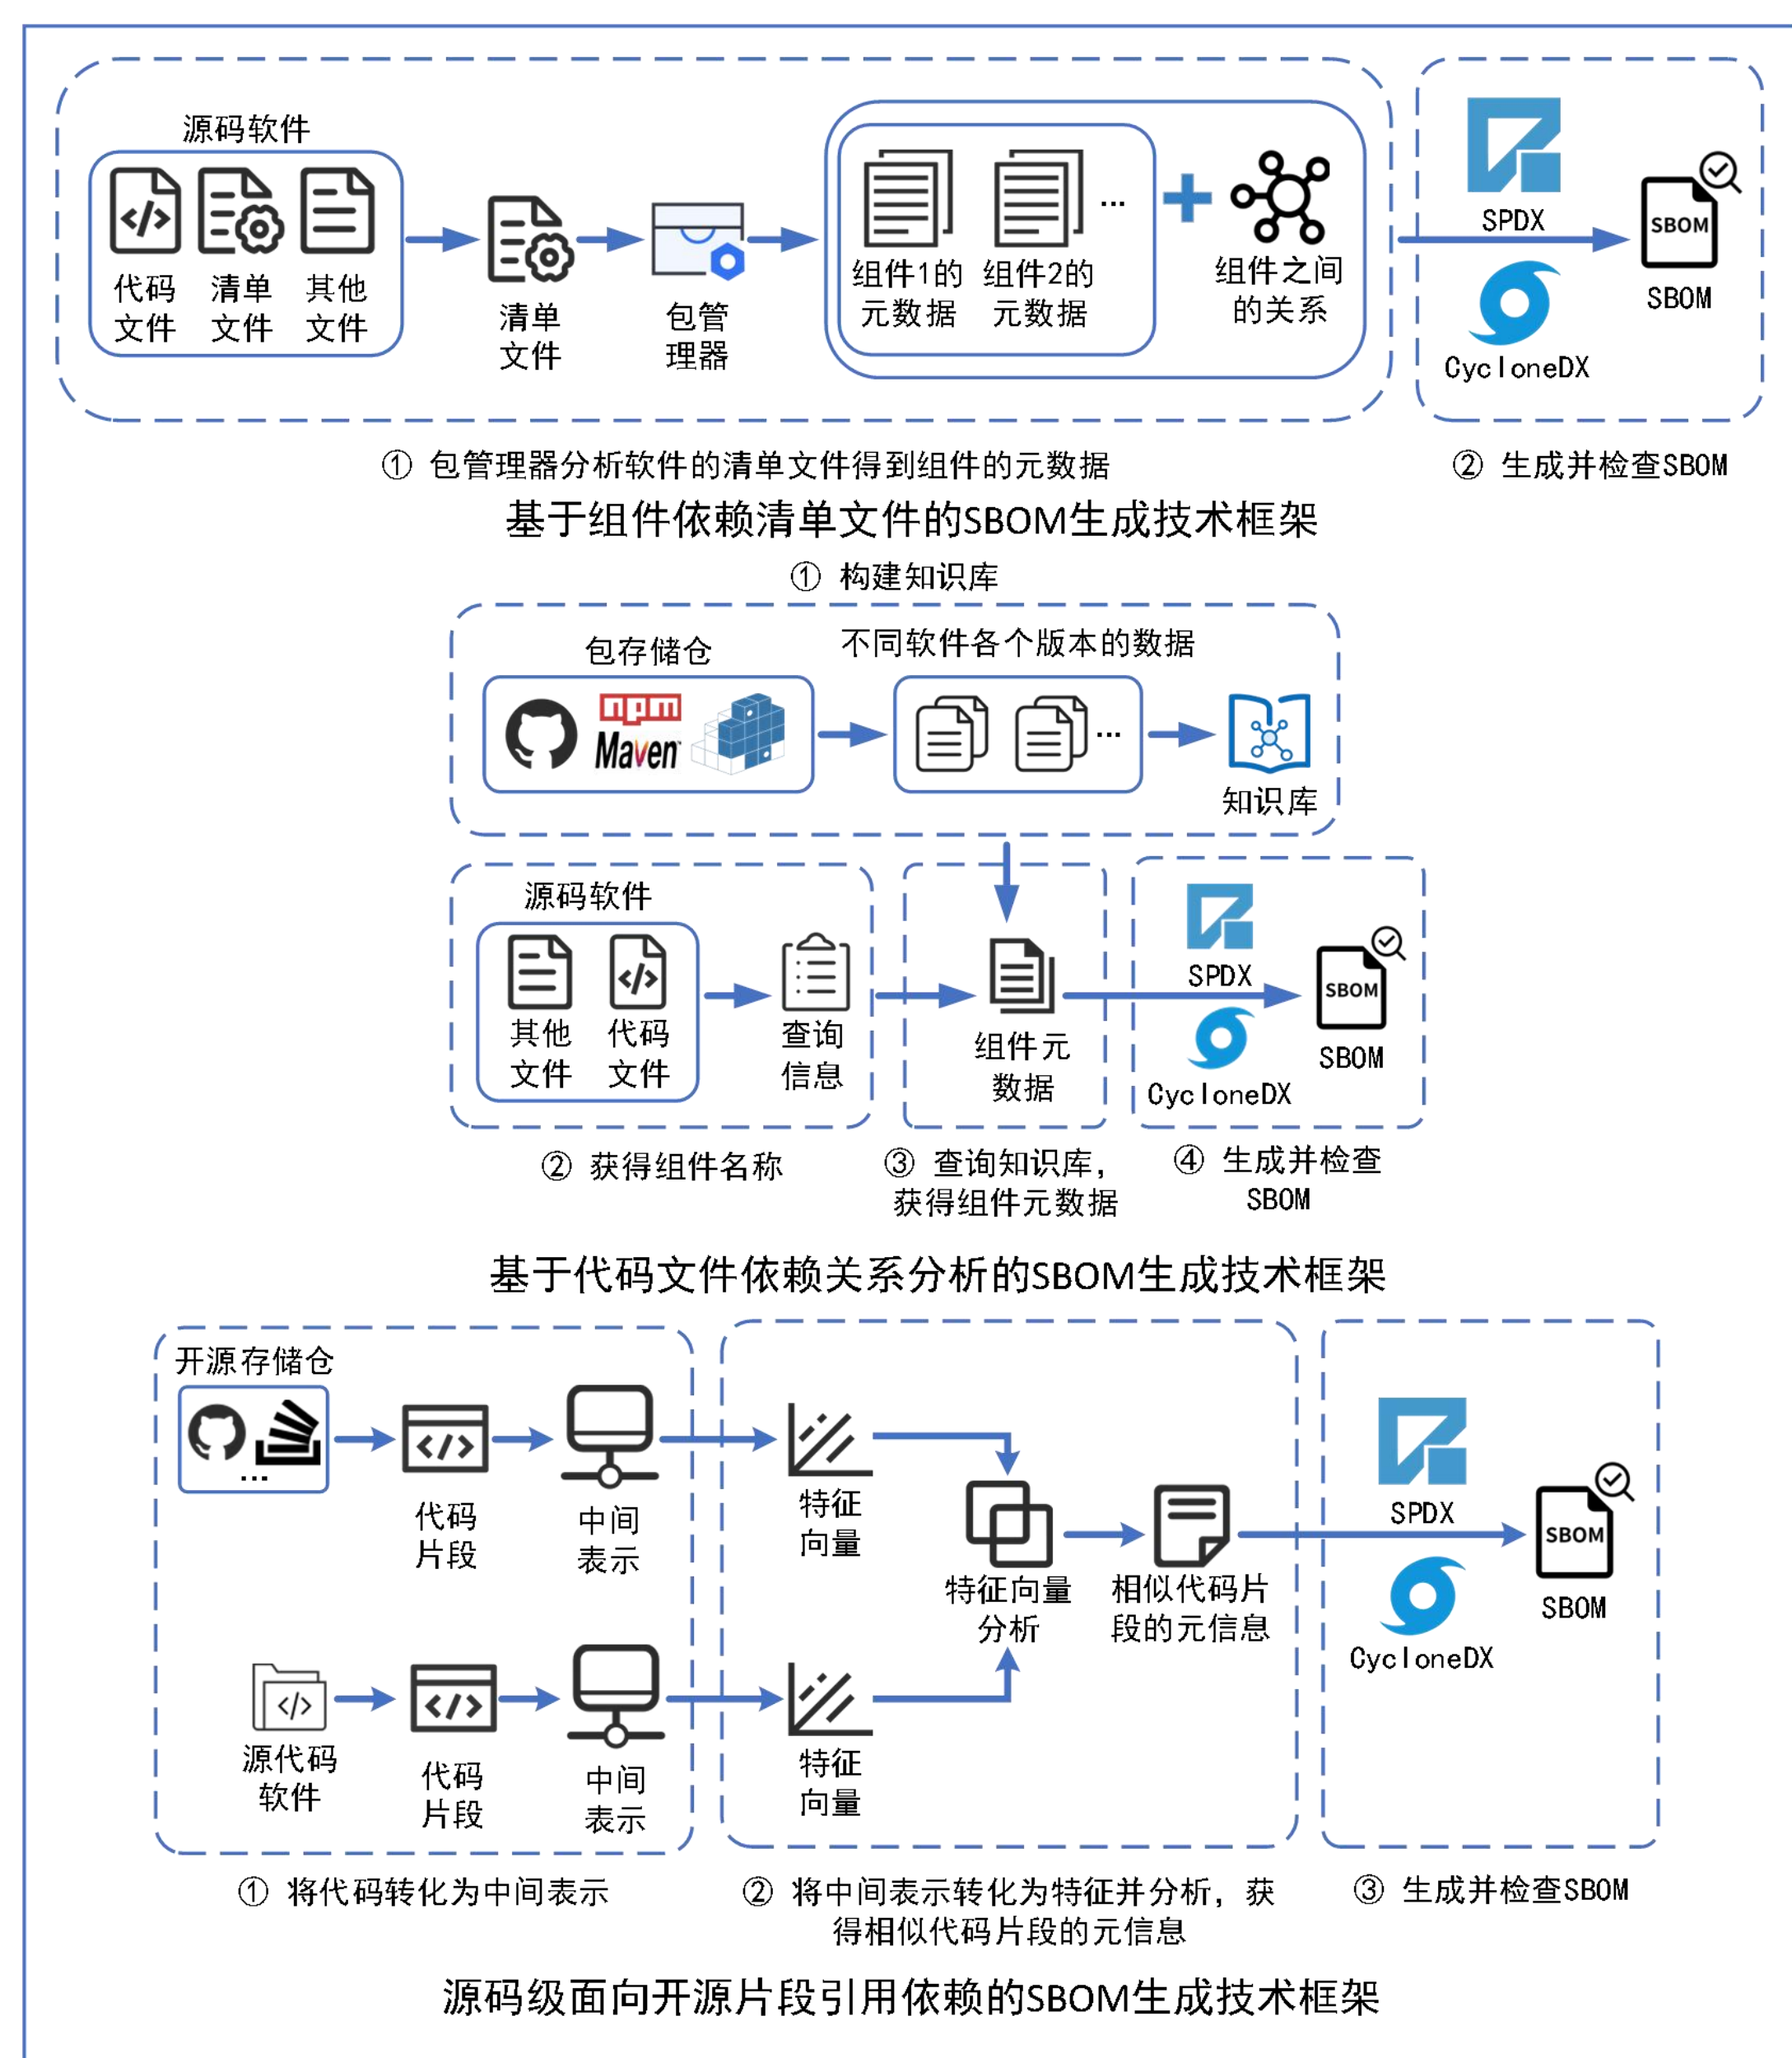 源码软件
代码
文件
清单
文件
其他
文件
清单
文件
包管
理器
组件1的
元数据
组件2的
元数据
...
组件之间
的关系
SPDX
CycloneDX
SBOM
SBOM
① 包管理器分析软件的清单文件得到组件的元数据
② 生成并检查SBOM
基于组件依赖清单文件的SBOM生成技术框架
① 构建知识库
包存储仓
npm
Maven
不同软件各个版本的数据
...
知识库
源码软件
其他
文件
代码
文件
查询
信息
组件元
数据
SPDX
CycloneDX
SBOM
SBOM
② 获得组件名称
③ 查询知识库,
获得组件元数据
④ 生成并检查
SBOM
基于代码文件依赖关系分析的SBOM生成技术框架
开源存储仓
...
代码
片段
中间
表示
特征
向量
特征向量
分析
相似代码片
段的元信息
SPDX
CycloneDX
SBOM
SBOM
源代码
软件
代码
片段
中间
表示
特征
向量
① 将代码转化为中间表示
② 将中间表示转化为特征并分析, 获
得相似代码片段的元信息
③ 生成并检查SBOM
源码级面向开源片段引用依赖的SBOM生成技术框架